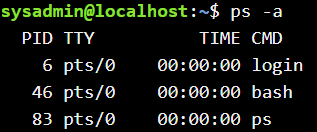 sysadmin@localhost:~$ ps -a
PID TTY TIME CMD
6 pts/0 00:00:00 login
46 pts/0 00:00:00 bash
83 pts/0 00:00:00 ps